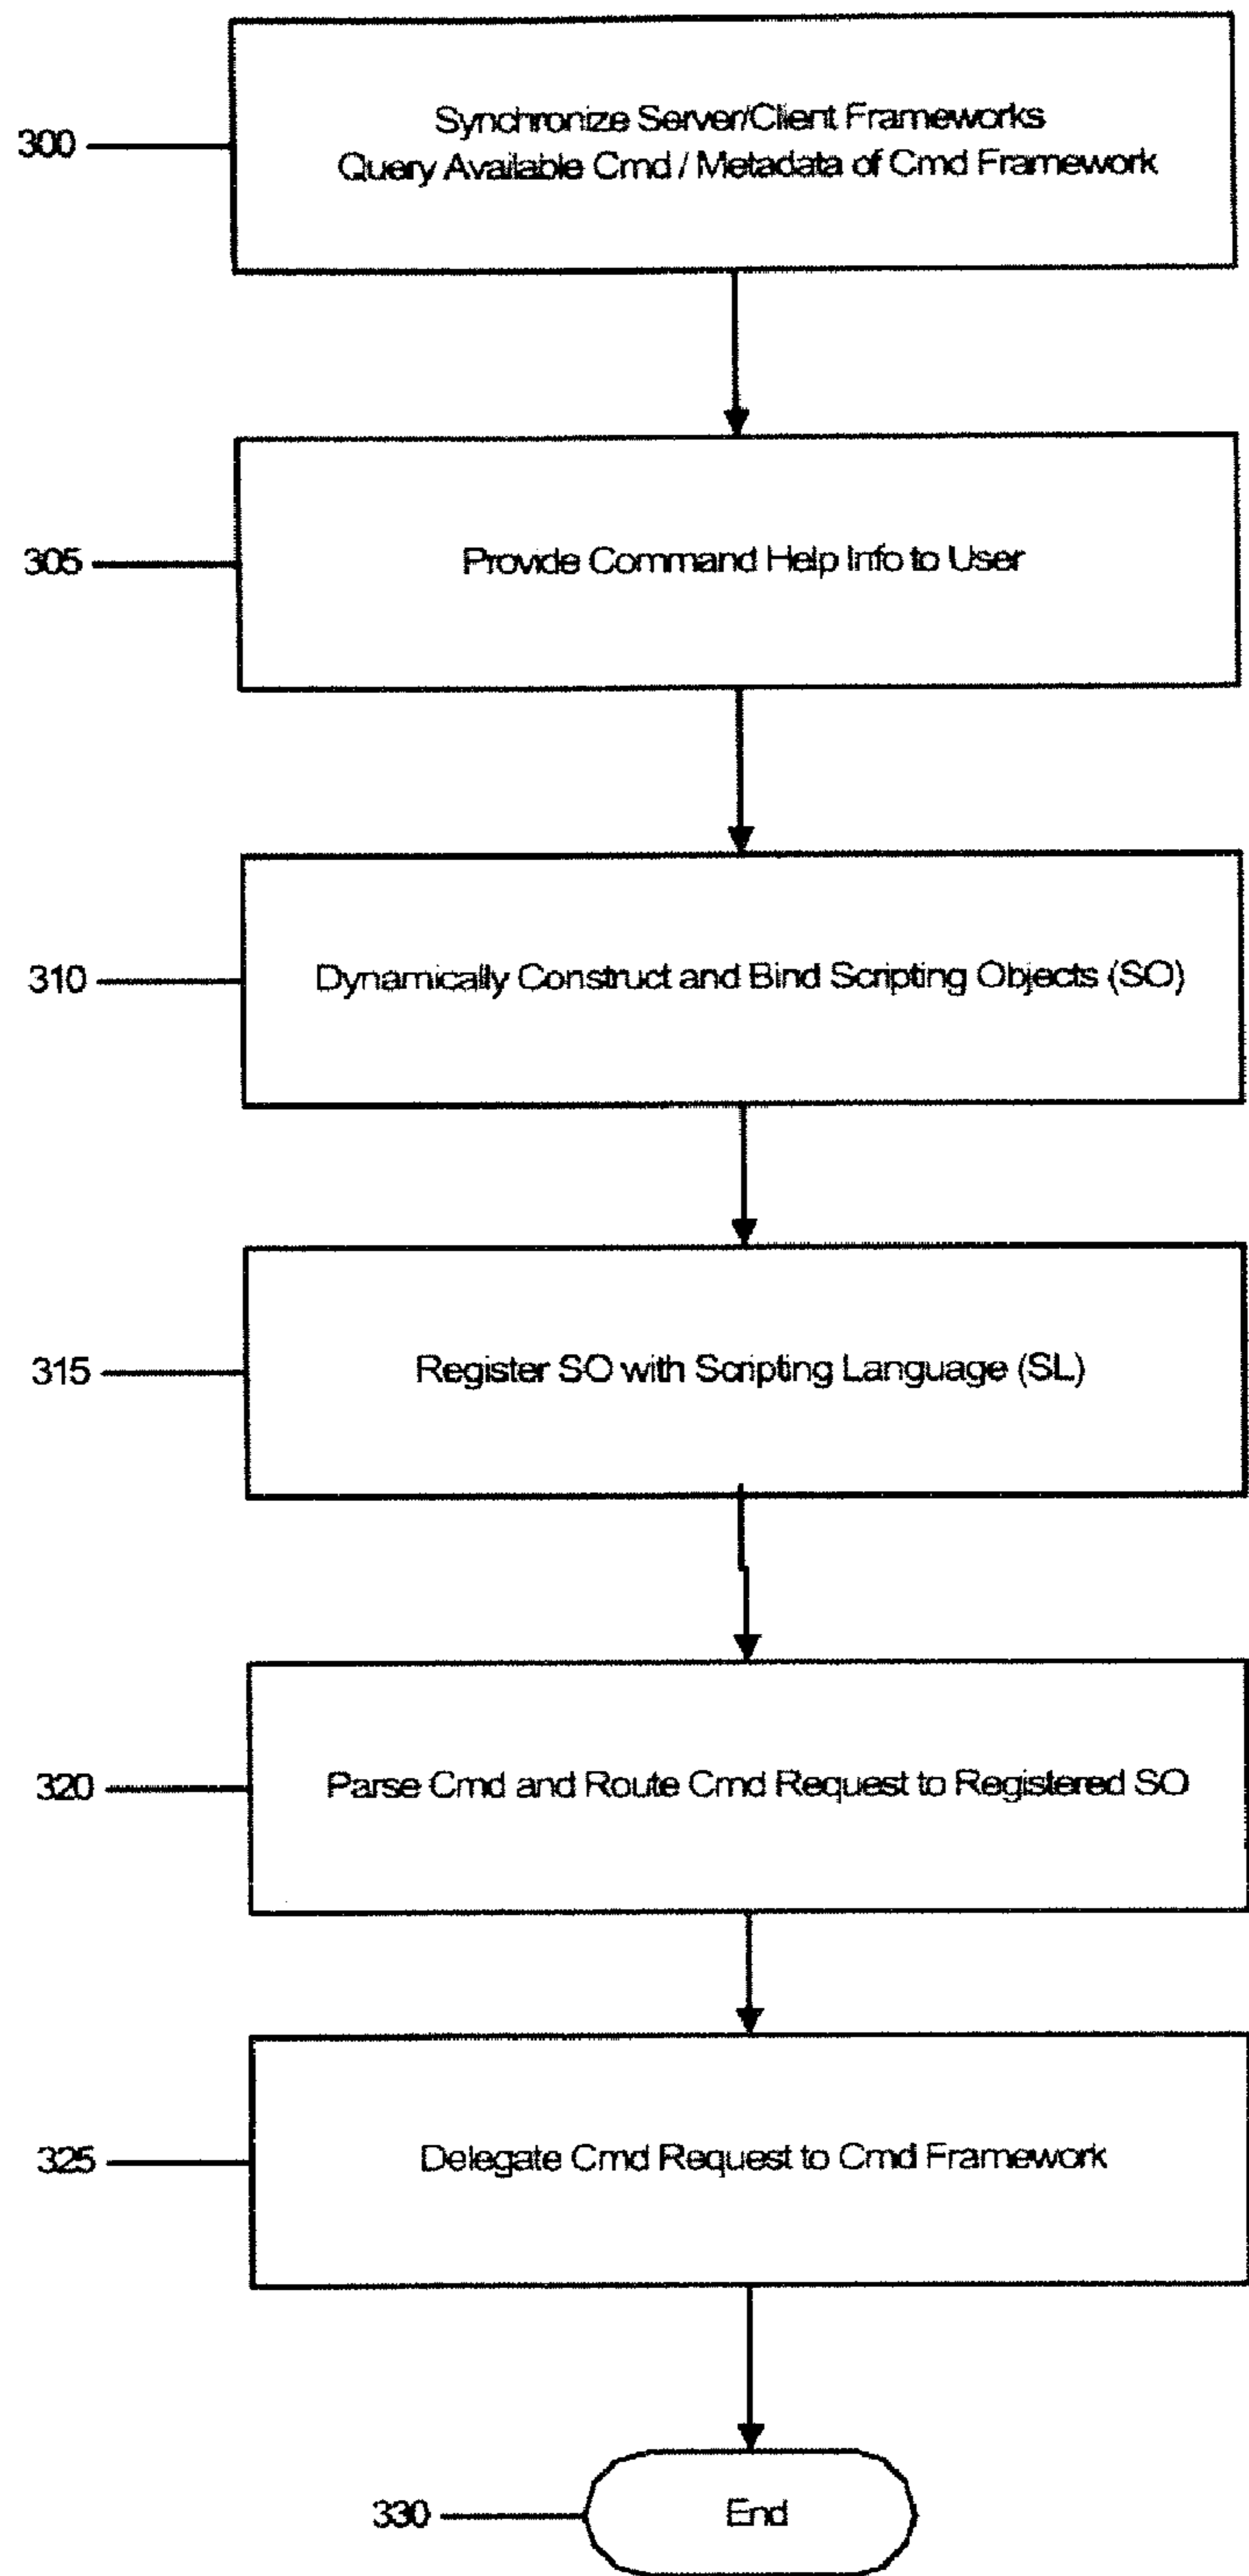 300
Synchronize Server/Client Frameworks
Query Available Cmd / Metadata of Cmd Framework
305
Provide Command Help Info to User
310
Dynamically Construct and Bind Scripting Objects (SO)
315
Register SO with Scripting Language (SL)
320
Parse Cmd and Route Cmd Request to Registered SO
325
Delegate Cmd Request to Cmd Framework
330
End